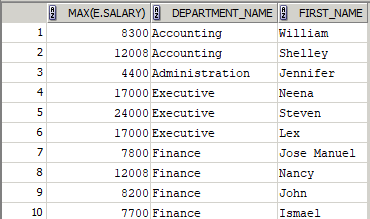 MAX(E.SALARY) DEPARTMENT_NAME FIRST_NAME
1 8300 Accounting William
2 12008 Accounting Shelley
3 4400 Administration Jennifer
4 17000 Executive Neena
5 24000 Executive Steven
6 17000 Executive Lex
7 7800 Finance Jose Manuel
8 12008 Finance Nancy
9 8200 Finance John
10 7700 Finance Ismael